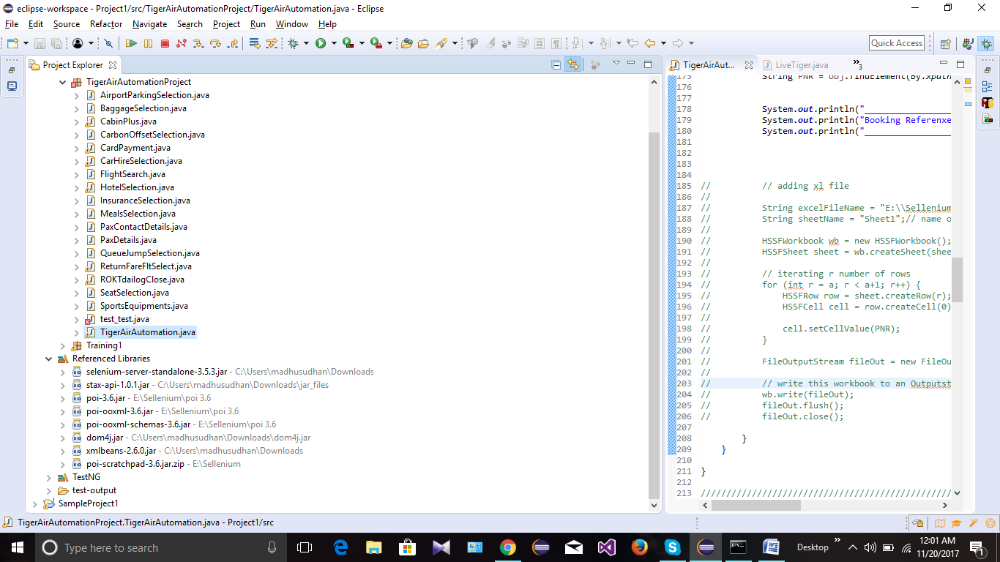 eclipse-workspace - Project1/src/TigerAirAutomationProject/TigerAirAutomation.java - Eclipse
File Edit Source Refactor Navigate Search Project Run Window Help
Quick Access
Project Explorer
TigerAirAutomationProject
AirportParkingSelection.java
BaggageSelection.java
CabinPlus.java
CarbonOffsetSelection.java
CardPayment.java
CarHireSelection.java
FlightSearch.java
HotelSelection.java
InsuranceSelection.java
MealsSelection.java
PaxContactDetails.java
PaxDetails.java
QueueJumpSelection.java
ReturnFareFltSelect.java
ROKTdailogClose.java
SeatSelection.java
SportsEquipments.java
test_test.java
TigerAirAutomation.java
Training1
Referenced Libraries
selenium-server-standalone-3.5.3.jar - C:\Users\madhusudhan\Downloads
stax-api-1.0.1.jar - C:\Users\madhusudhan\Downloads\jar_files
poi-3.6.jar - E:\Sellenium\poi 3.6
poi-ooxml-3.6.jar - E:\Sellenium\poi 3.6
poi-ooxml-schemas-3.6.jar - E:\Sellenium\poi 3.6
dom4j.jar - C:\Users\madhusudhan\Downloads\dom4j.jar
xmlbeans-2.6.0.jar - C:\Users\madhusudhan\Downloads
poi-scratchpad-3.6.jar.zip - E:\Sellenium
TestNG
test-output
SampleProject1
TigerAirAut... LiveTiger.java »3
175 String PNR = obj.findElement(By.xpath
176
177
178 System.out.println("_________________
179 System.out.println("Booking Referenxe
180 System.out.println("_________________
181
182
183
184
185 // // adding xl file
186 //
187 // String excelFileName = "E:\\Sellenium
188 // String sheetName = "Sheet1";// name o
189 //
190 // HSSFWorkbook wb = new HSSFWorkbook();
191 // HSSFSheet sheet = wb.createSheet(shee
192 //
193 // // iterating r number of rows
194 // for (int r = a; r < a+1; r++) {
195 // HSSFRow row = sheet.createRow(r);
196 // HSSFCell cell = row.createCell(0)
197 //
198 // cell.setCellValue(PNR);
199 // }
200 //
201 // FileOutputStream fileOut = new FileOu
202 //
203 // // write this workbook to an Outputst
204 // wb.write(fileOut);
205 // fileOut.flush();
206 // fileOut.close();
207
208 }
209 }
210
211 }
212
213 /////////////////////////////////////////////////
TigerAirAutomationProject.TigerAirAutomation.java - Project1/src
Type here to search
Desktop »
12:01 AM
11/20/2017
1